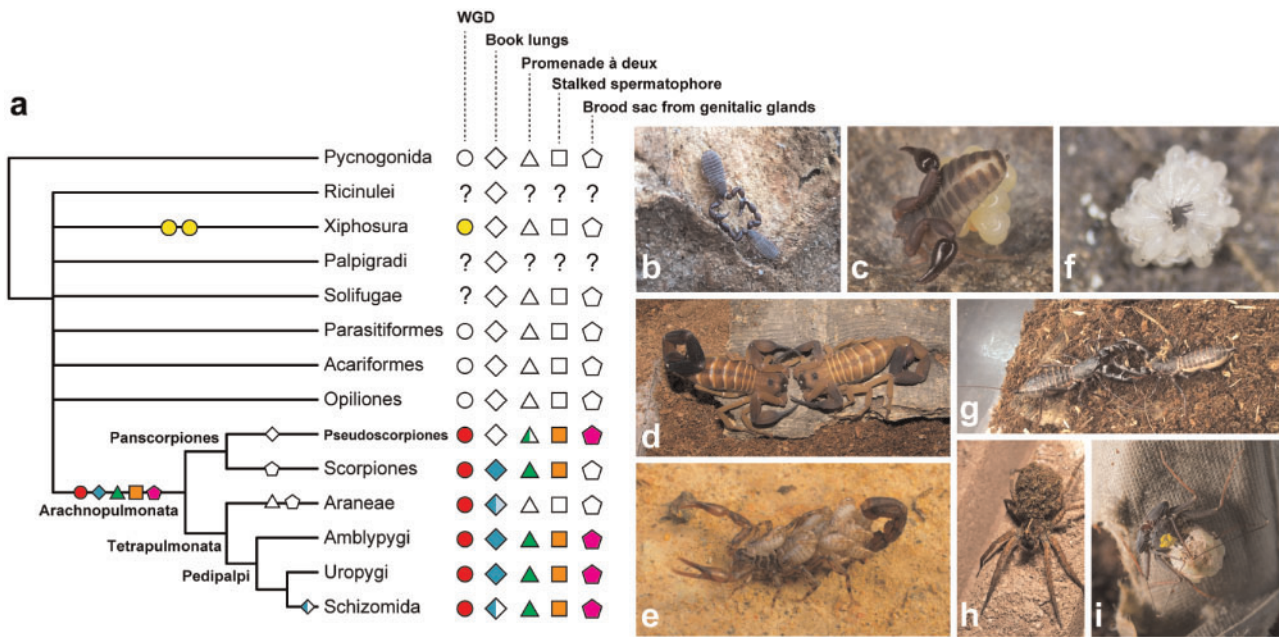 WGD
Book lungs
Promenade à deux
Stalked spermatophore
Brood sac from genitalic glands
a
Pycnogonida
Ricinulei ? ? ? ?
Xiphosura
Palpigradi ? ? ? ?
Solifugae ?
Parasitiformes
Acariformes
Opiliones
Panscorpiones
Pseudoscorpiones
Scorpiones
Arachnopulmonata
Araneae
Tetrapulmonata
Amblypygi
Pedipalpi
Uropygi
Schizomida
b
c
f
d
g
e
h
i